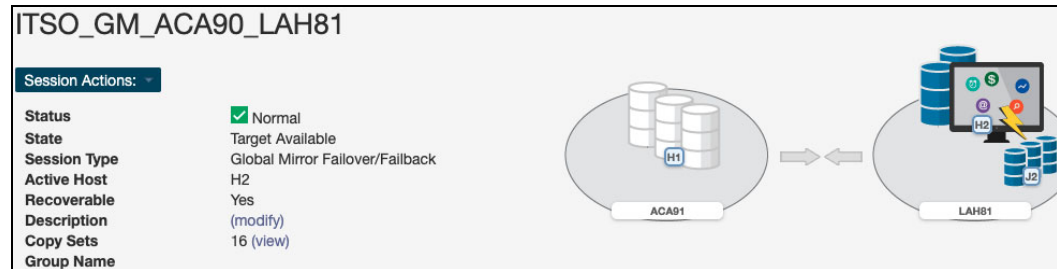 ITSO_GM_ACA90_LAH81
Session Actions:
Status Normal
State Target Available
Session Type Global Mirror Failover/Failback
Active Host H2
Recoverable Yes
Description (modify)
Copy Sets 16 (view)
Group Name
H1
ACA91
$
@
P
H2
J2
LAH81